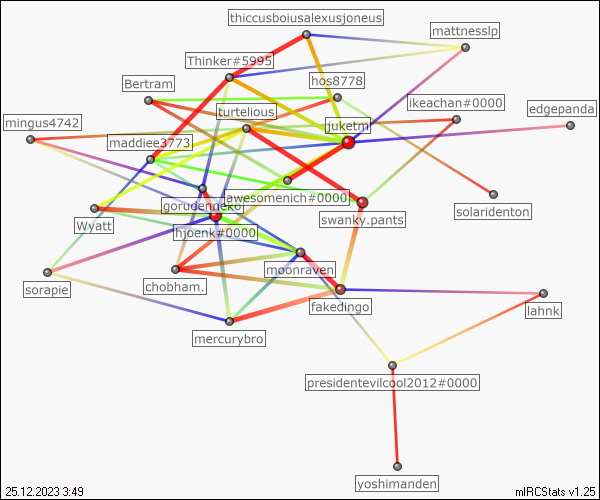 thiccusboiusalexusjoneus
mattnesslp
Thinker#5995
hos8778
Bertram
ikeachan#0000
edgepanda
turtelious
mingus4742
juketm
maddiee3773
awesomenich#0000
gorudenneko
solaridenton
swanky.pants
Wyatt
hjoenk#0000
moonraven
sorapie
chobham.
fakedingo
lahnk
mercurybro
presidentevilcool2012#0000
yoshimanden
25.12.2023 3:49
mIRCStats v1.25